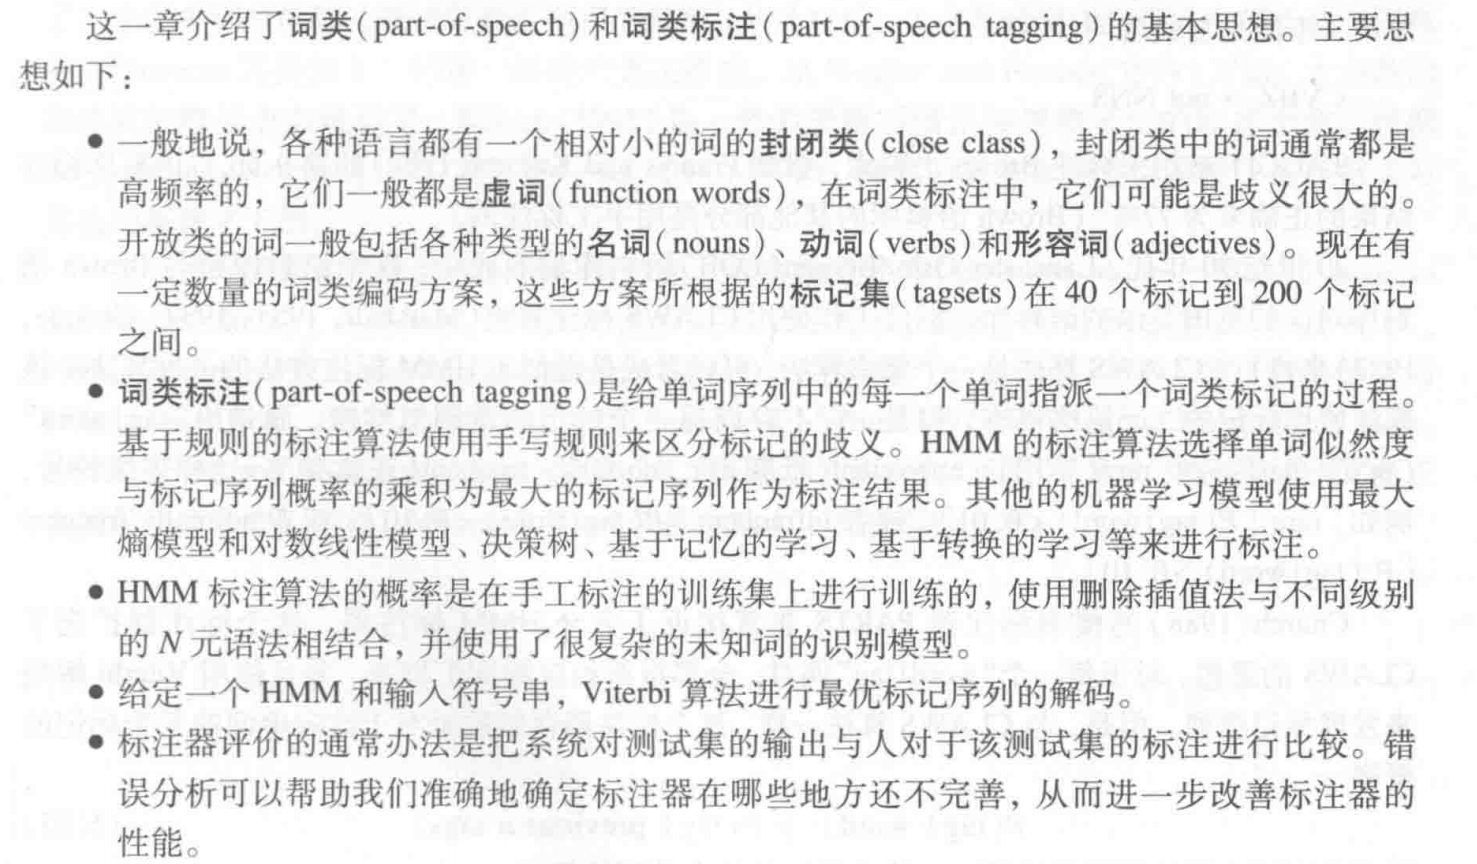 这一章介绍了词类(part-of-speech)和词类标注(part-of-speech tagging)的基本思想。主要思
想如下：
● 一般地说，各种语言都有一个相对小的词的封闭类(close class)，封闭类中的词通常都是
高频率的，它们一般都是虚词(function words)，在词类标注中，它们可能是歧义很大的。
开放类的词一般包括各种类型的名词(nouns)、动词(verbs)和形容词(adjectives)。现在有
一定数量的词类编码方案，这些方案所根据的标记集(tagsets)在 40 个标记到 200 个标记
之间。
● 词类标注(part-of-speech tagging)是给单词序列中的每一个单词指派一个词类标记的过程。
基于规则的标注算法使用手写规则来区分标记的歧义。HMM 的标注算法选择单词似然度
与标记序列概率的乘积为最大的标记序列作为标注结果。其他的机器学习模型使用最大
熵模型和对数线性模型、决策树、基于记忆的学习、基于转换的学习等来进行标注。
● HMM 标注算法的概率是在手工标注的训练集上进行训练的，使用删除插值法与不同级别
的 N 元语法相结合，并使用了很复杂的未知词的识别模型。
● 给定一个 HMM 和输入符号串，Viterbi 算法进行最优标记序列的解码。
● 标注器评价的通常办法是把系统对测试集的输出与人对于该测试集的标注进行比较。错
误分析可以帮助我们准确地确定标注器在哪些地方还不完善，从而进一步改善标注器的
性能。